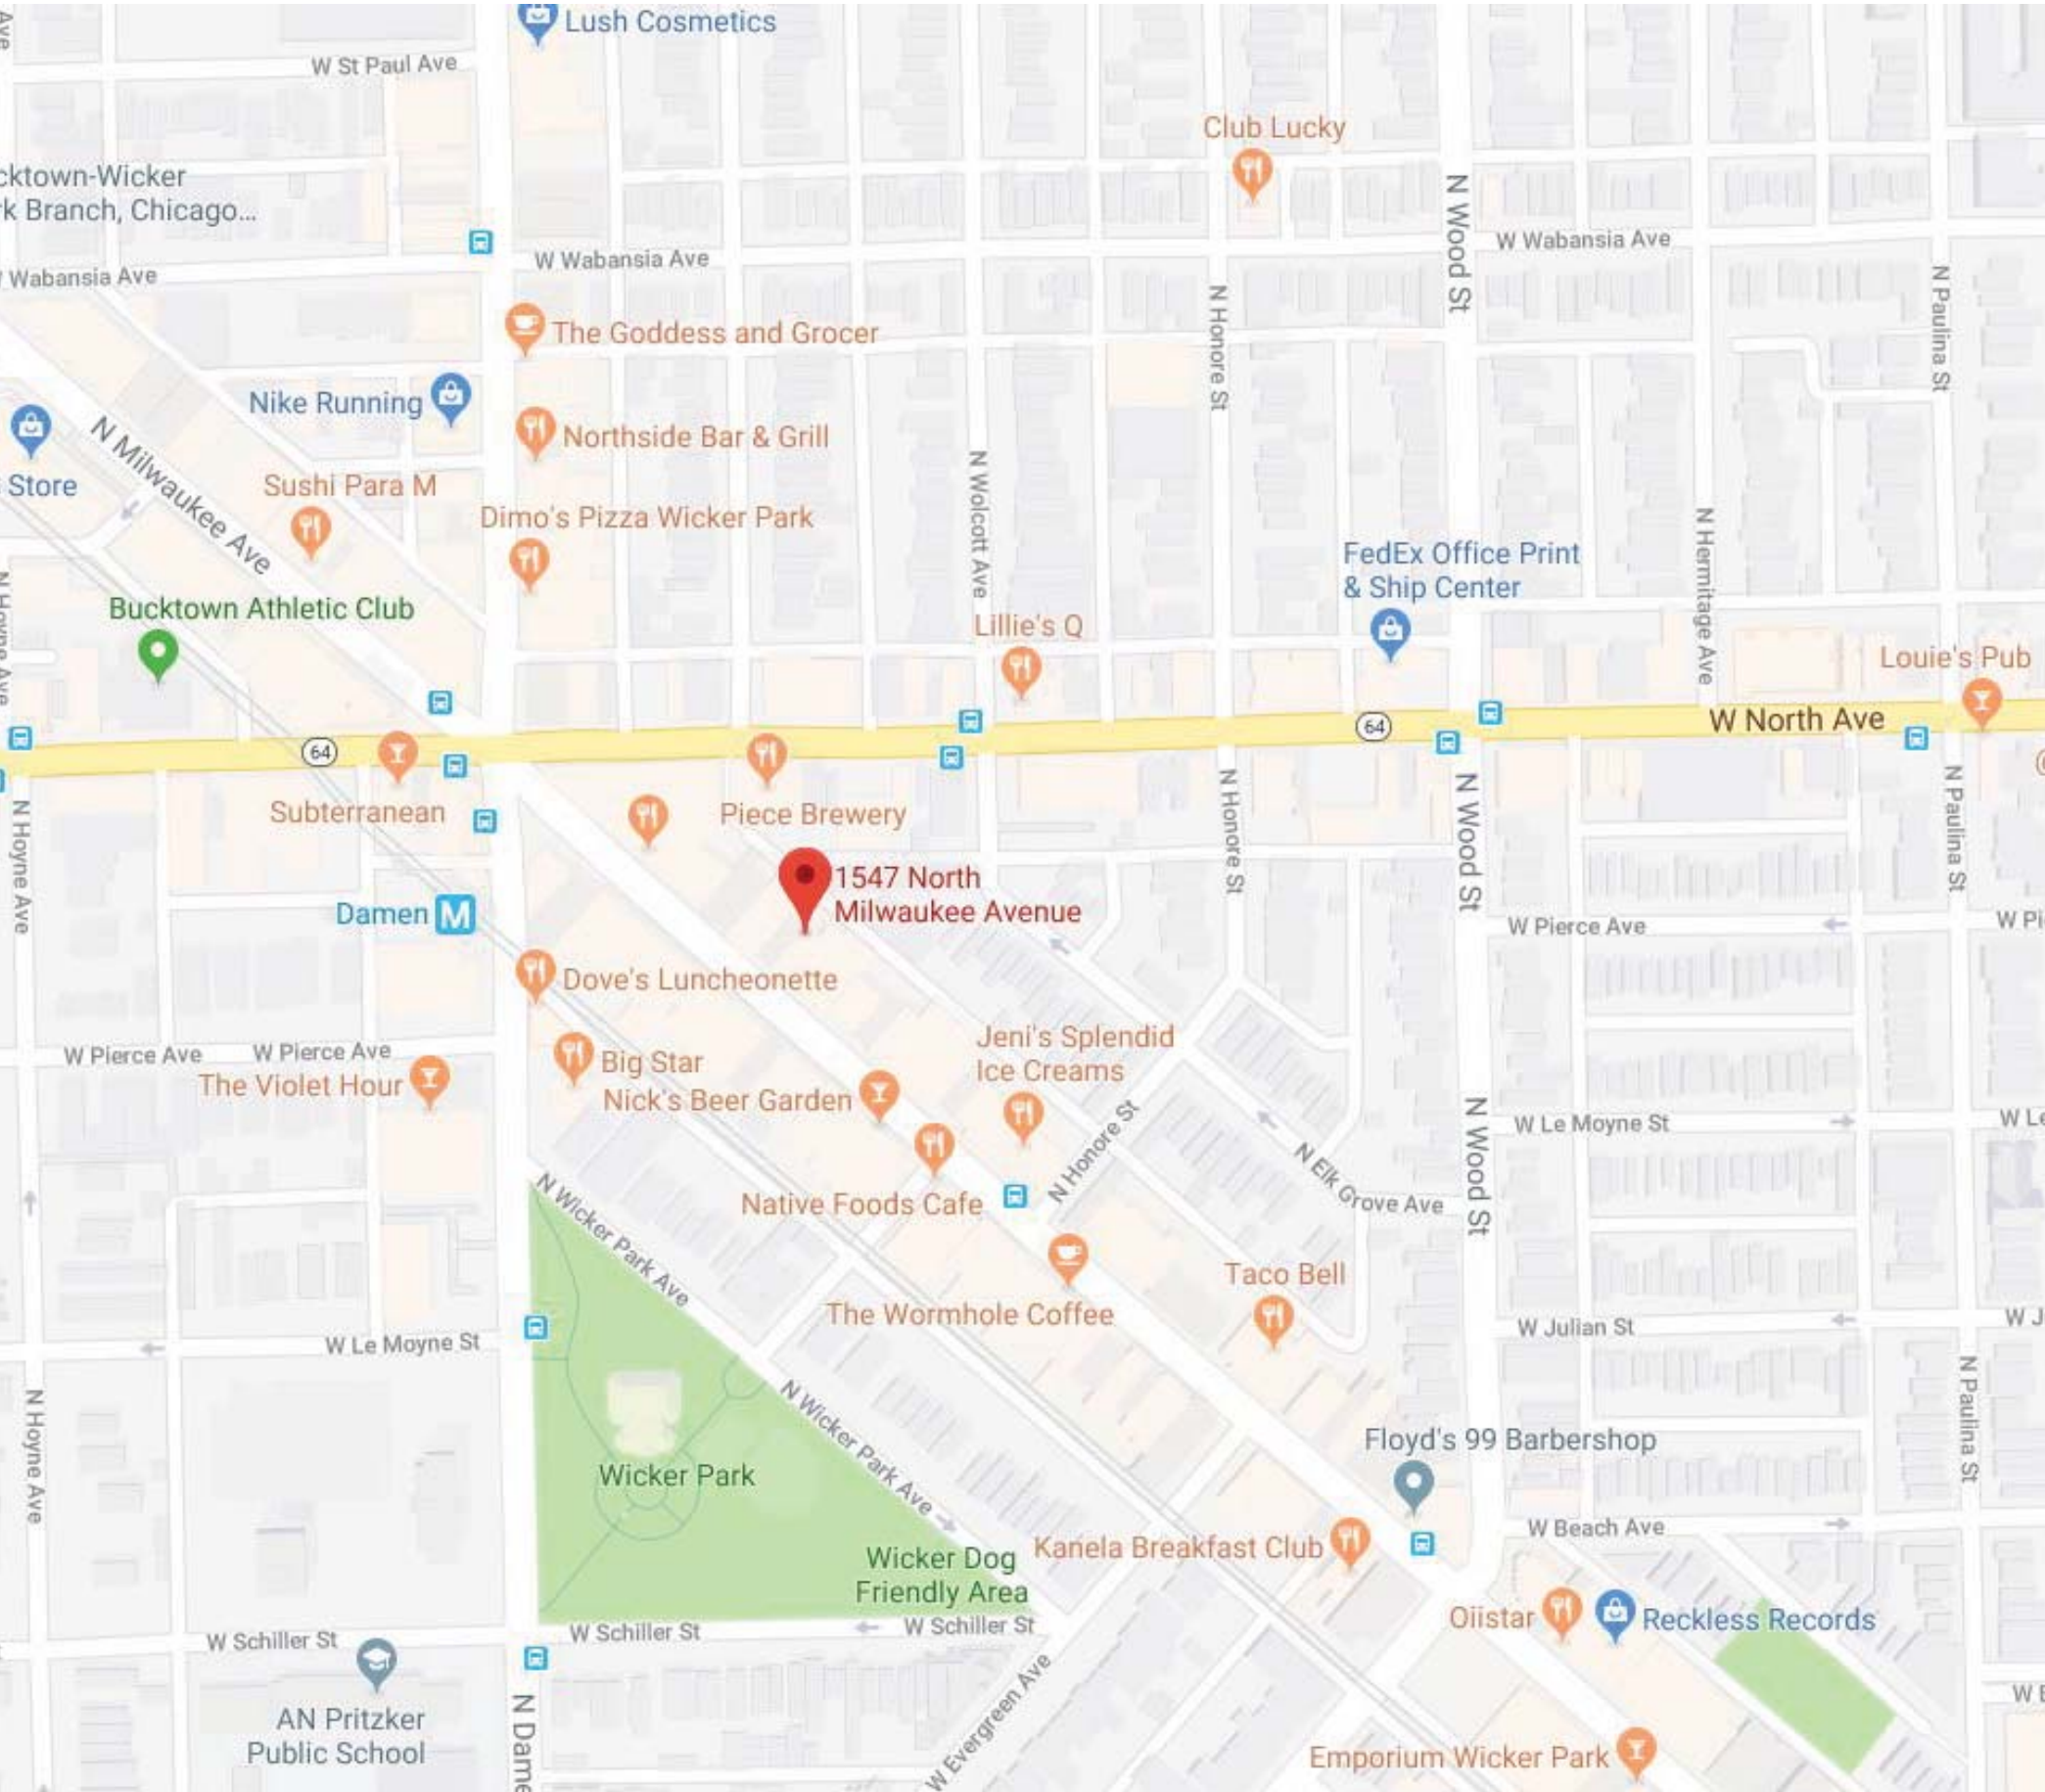 Lush Cosmetics
Ave
W St Paul Ave
Club Lucky
cktown-Wicker
k Branch, Chicago...
N Wood St
W Wabansia Ave
W Wabansia Ave
Wabansia Ave
N Honore St
N Paulina St
The Goddess and Grocer
Nike Running
Northside Bar & Grill
N Milwaukee Ave
Store
Sushi Para M
N Wolcott Ave
Dimo's Pizza Wicker Park
N Hermitage Ave
FedEx Office Print
& Ship Center
N Hoyne Ave
Bucktown Athletic Club
Lillie's Q
Louie's Pub
64
64
W North Ave
Subterranean
Piece Brewery
N Hoyne Ave
N Honore St
N Wood St
N Paulina St
1547 North
Milwaukee Avenue
Damen M
W Pierce Ave
W Pi
Dove's Luncheonette
W Pierce Ave
W Pierce Ave
Jeni's Splendid
Ice Creams
Big Star
The Violet Hour
Nick's Beer Garden
N Honore St
N Wood St
W Le Moyne St
W Le
N Elk Grove Ave
Native Foods Cafe
N Wicker Park Ave
Taco Bell
The Wormhole Coffee
W Julian St
W J
W Le Moyne St
N Hoyne Ave
N Wicker Park Ave
N Paulina St
Floyd's 99 Barbershop
Wicker Park
W Beach Ave
Kanela Breakfast Club
Wicker Dog
Friendly Area
Oiistar
Reckless Records
W Schiller St
W Schiller St
W Schiller St
W Evergreen Ave
N Dame
W E
AN Pritzker
Public School
Emporium Wicker Park